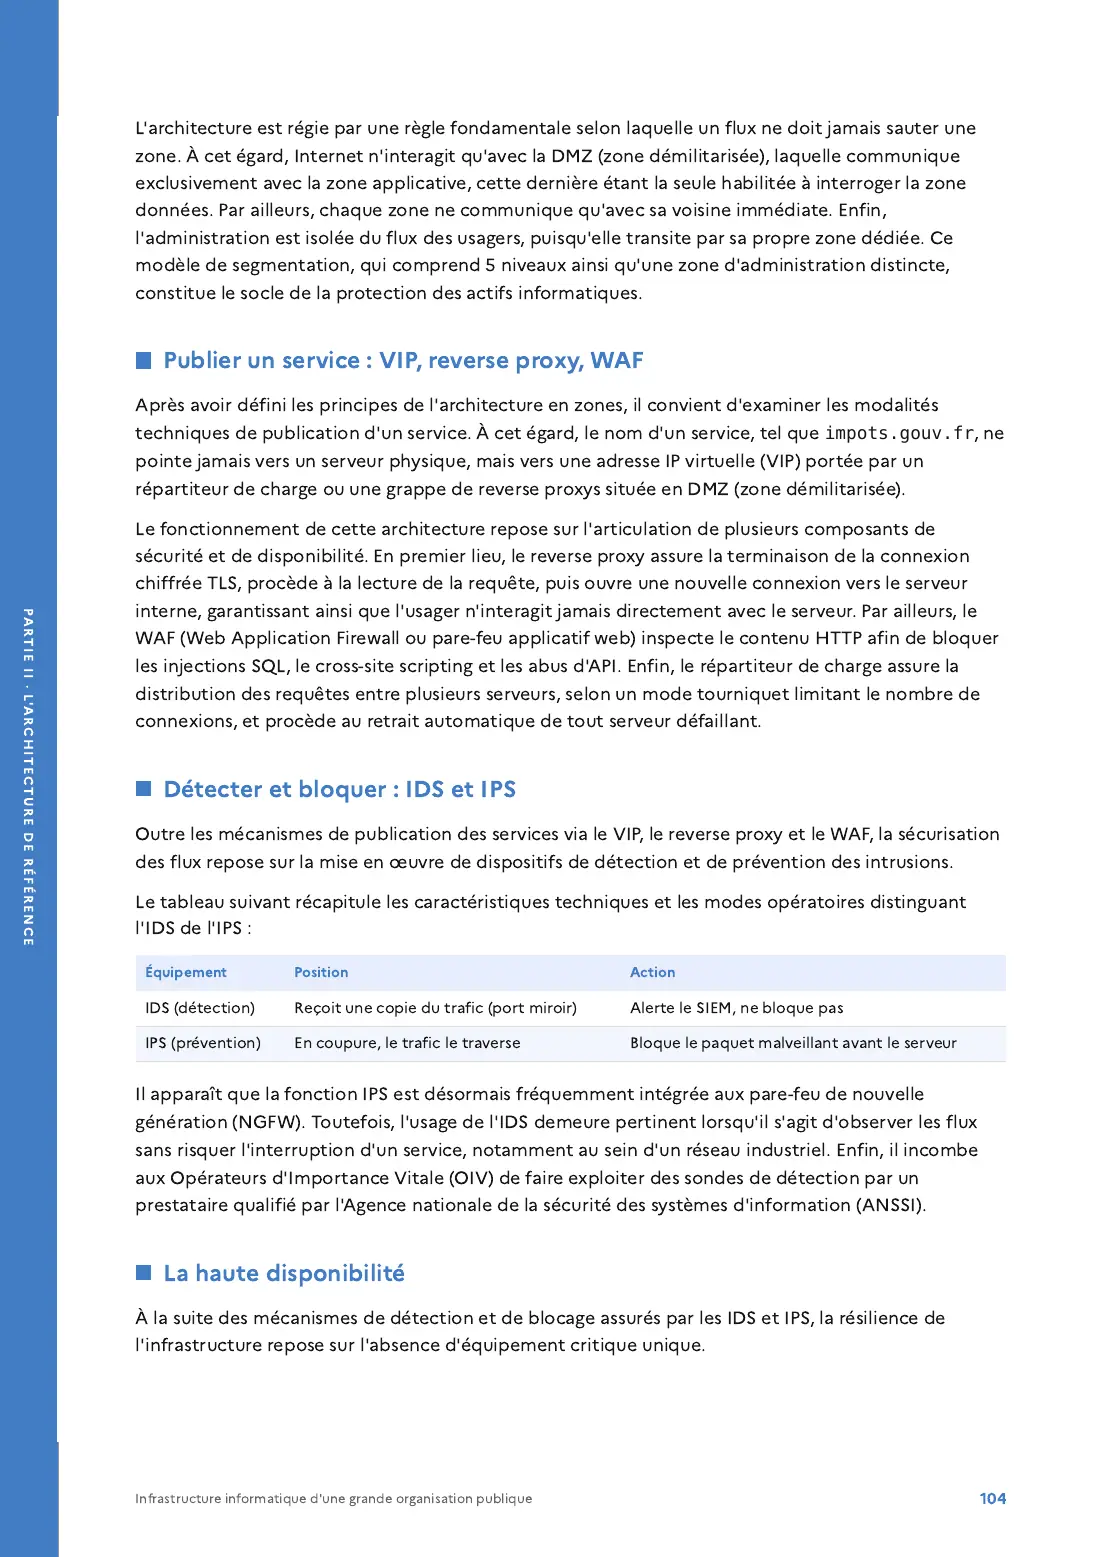 L'architecture est régie par une règle fondamentale selon laquelle un flux ne doit jamais sauter une
zone. À cet égard, Internet n'interagit qu'avec la DMZ (zone démilitarisée), laquelle communique
exclusivement avec la zone applicative, cette dernière étant la seule habilitée à interroger la zone
données. Par ailleurs, chaque zone ne communique qu'avec sa voisine immédiate. Enfin,
l'administration est isolée du flux des usagers, puisqu'elle transite par sa propre zone dédiée. Ce
modèle de segmentation, qui comprend 5 niveaux ainsi qu'une zone d'administration distincte,
constitue le socle de la protection des actifs informatiques.
Publier un service : VIP, reverse proxy, WAF
Après avoir défini les principes de l'architecture en zones, il convient d'examiner les modalités
techniques de publication d'un service. À cet égard, le nom d'un service, tel que impots.gouv.fr, ne
pointe jamais vers un serveur physique, mais vers une adresse IP virtuelle (VIP) portée par un
répartiteur de charge ou une grappe de reverse proxys située en DMZ (zone démilitarisée).
Le fonctionnement de cette architecture repose sur l'articulation de plusieurs composants de
sécurité et de disponibilité. En premier lieu, le reverse proxy assure la terminaison de la connexion
chiffrée TLS, procède à la lecture de la requête, puis ouvre une nouvelle connexion vers le serveur
interne, garantissant ainsi que l'usager n'interagit jamais directement avec le serveur. Par ailleurs, le
WAF (Web Application Firewall ou pare-feu applicatif web) inspecte le contenu HTTP afin de bloquer
les injections SQL, le cross-site scripting et les abus d'API. Enfin, le répartiteur de charge assure la
distribution des requêtes entre plusieurs serveurs, selon un mode tourniquet limitant le nombre de
connexions, et procède au retrait automatique de tout serveur défaillant.
Détecter et bloquer : IDS et IPS
Outre les mécanismes de publication des services via le VIP, le reverse proxy et le WAF, la sécurisation
des flux repose sur la mise en œuvre de dispositifs de détection et de prévention des intrusions.
Le tableau suivant récapitule les caractéristiques techniques et les modes opératoires distinguant
l'IDS de l'IPS :
Équipement Position Action
IDS (détection) Reçoit une copie du trafic (port miroir) Alerte le SIEM, ne bloque pas
IPS (prévention) En coupure, le trafic le traverse Bloque le paquet malveillant avant le serveur
Il apparaît que la fonction IPS est désormais fréquemment intégrée aux pare-feu de nouvelle
génération (NGFW). Toutefois, l'usage de l'IDS demeure pertinent lorsqu'il s'agit d'observer les flux
sans risquer l'interruption d'un service, notamment au sein d'un réseau industriel. Enfin, il incombe
aux Opérateurs d'Importance Vitale (OIV) de faire exploiter des sondes de détection par un
prestataire qualifié par l'Agence nationale de la sécurité des systèmes d'information (ANSSI).
La haute disponibilité
À la suite des mécanismes de détection et de blocage assurés par les IDS et IPS, la résilience de
l'infrastructure repose sur l'absence d'équipement critique unique.
PARTIE II · L'ARCHITECTURE DE RÉFÉRENCE
Infrastructure informatique d'une grande organisation publique 104